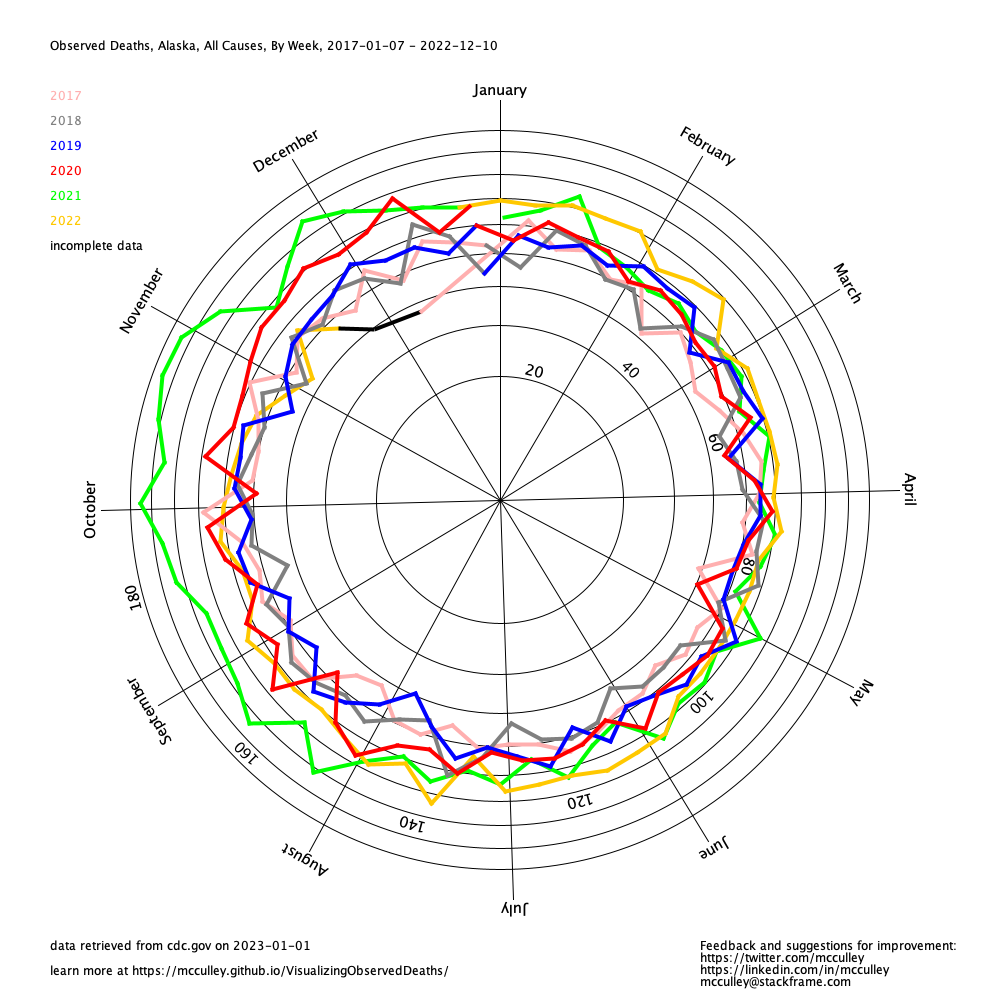 Observed Deaths, Alaska, All Causes, By Week, 2017-01-07 - 2022-12-10
2017
2018
2019
2020
2021
2022
incomplete data
January
February
March
April
May
June
July
August
September
October
November
December
20
40
60
80
100
120
140
160
180
data retrieved from cdc.gov on 2023-01-01
learn more at https://mcculley.github.io/VisualizingObservedDeaths/
Feedback and suggestions for improvement:
https://twitter.com/mcculley
https://linkedin.com/in/mcculley
mcculley@stackframe.com